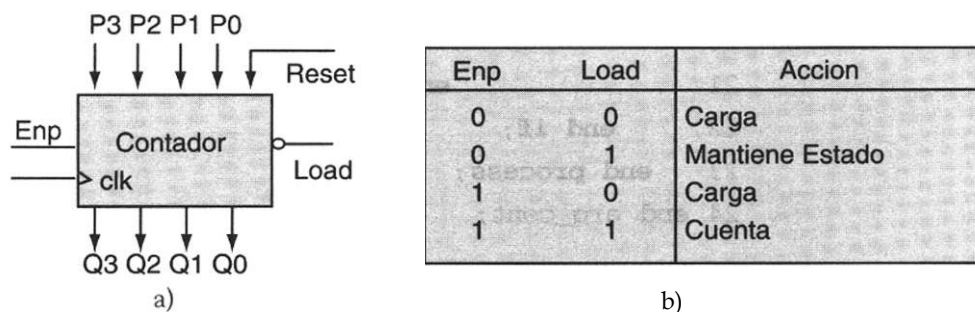 P3 P2 P1 P0
Reset
Enp
Contador
Load
clk
Q3 Q2 Q1 Q0
a)
Enp Load Accion
0 0 Carga
0 1 Mantiene Estado
1 0 Carga
1 1 Cuenta
b)